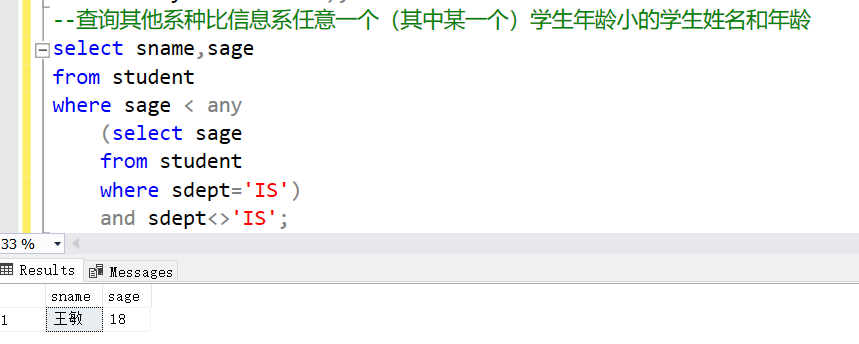 --查询其他系种比信息系任意一个（其中某一个）学生年龄小的学生姓名和年龄
select sname,sage
from student
where sage < any
(select sage
from student
where sdept='IS')
and sdept<>'IS';
33 %
Results Messages
sname sage
1 王敏 18